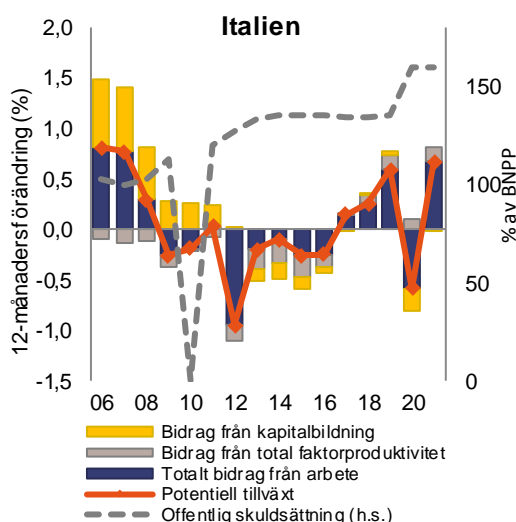 Italien
2,0
1,5
1,0
0,5
0,0
-0,5
-1,0
-1,5
12-månadersförändring (%)
150
100
50
0
% av BNPP
06 08 10 12 14 16 18 20
Bidrag från kapitalbildning
Bidrag från total faktorproduktivitet
Totalt bidrag från arbete
Potentiell tillväxt
Offentlig skuldsättning (h.s.)